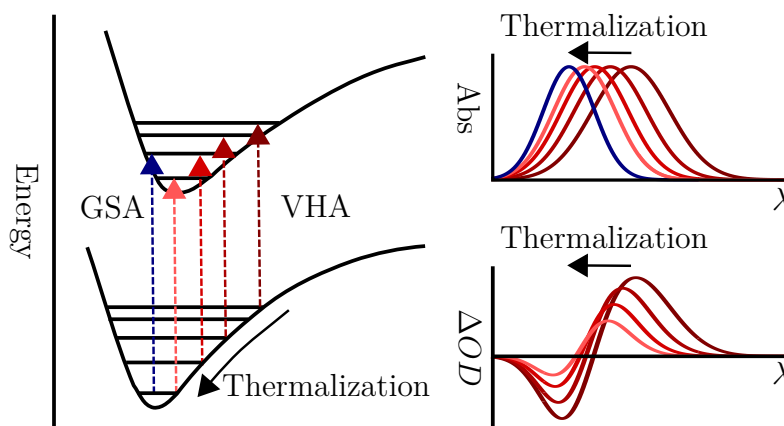 Energy
GSA
VHA
Thermalization
Thermalization
Abs
λ
Thermalization
ΔOD
λ